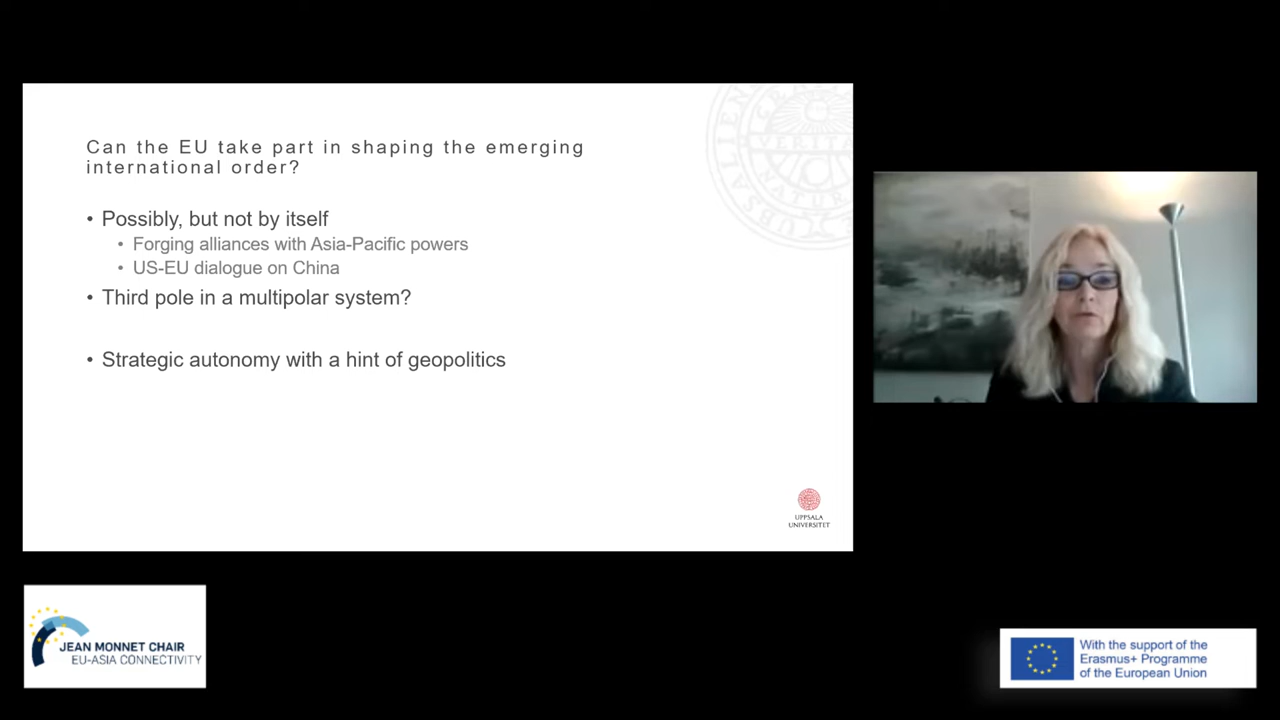 Can the EU take part in shaping the emerging
international order?
• Possibly, but not by itself
• Forging alliances with Asia-Pacific powers
• US-EU dialogue on China
• Third pole in a multipolar system?
• Strategic autonomy with a hint of geopolitics
UPPSALA
UNIVERSITET
JEAN MONNET CHAIR
EU-ASIA CONNECTIVITY
With the support of the
Erasmus+ Programme
of the European Union